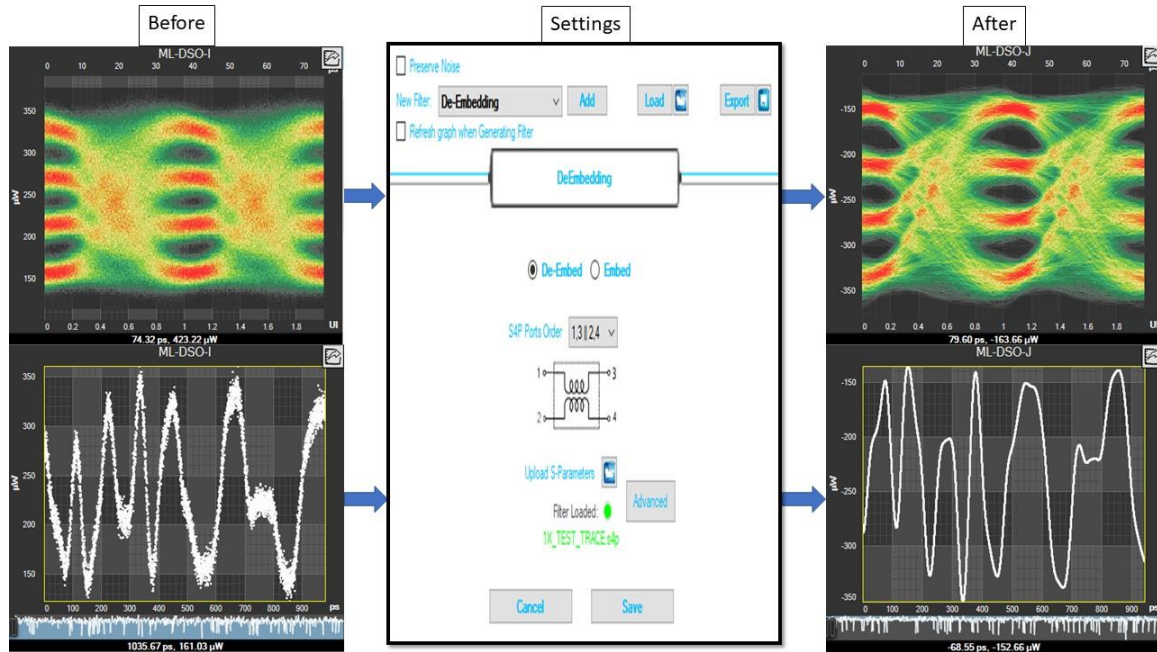 Before
ML-DSO-I
0 10 20 30 40 50 60 70
350
300
250
200
150
µW
0 0.2 0.4 0.6 0.8 1 1.2 1.4 1.6 1.8 UI
74.32 ps, 423.22 µW
ML-DSO-I
350
300
250
200
150
µW
0 100 200 300 400 500 600 700 800 900 ps
1035.67 ps, 161.03 µW
Settings
Preserve Noise
New Filter: De-Embedding Add Load Export
Refresh graph when Generating Filter
DeEmbedding
De-Embed Embed
S4P Ports Order 1,3 || 2,4
1 3
2 4
Upload S-Parameters
Filter Loaded: Advanced
1X_TEST_TRACE.s4p
Cancel Save
After
ML-DSO-J
0 10 20 30 40 50 60 70
-150
-200
-250
-300
-350
µW
0 0.2 0.4 0.6 0.8 1 1.2 1.4 1.6 1.8 UI
79.60 ps, -163.66 µW
ML-DSO-J
-150
-200
-250
-300
-350
µW
0 100 200 300 400 500 600 700 800 900 ps
-68.55 ps, -152.66 µW